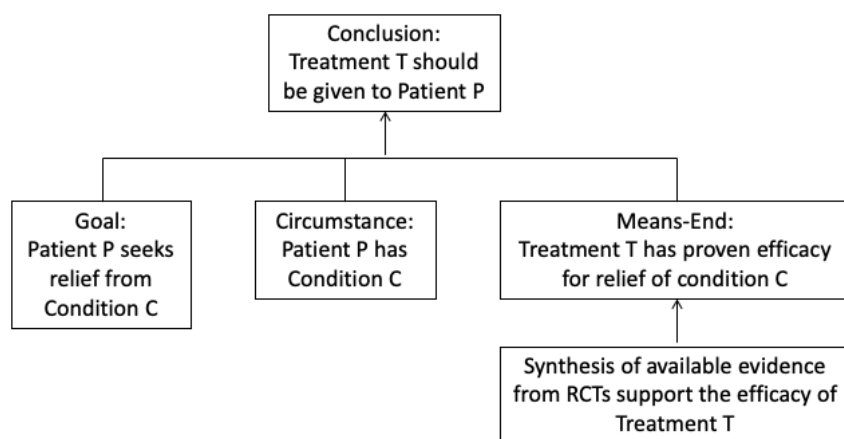 Conclusion:
Treatment T should
be given to Patient P
Goal:
Patient P seeks
relief from
Condition C
Circumstance:
Patient P has
Condition C
Means-End:
Treatment T has proven efficacy
for relief of condition C
Synthesis of available evidence
from RCTs support the efficacy of
Treatment T